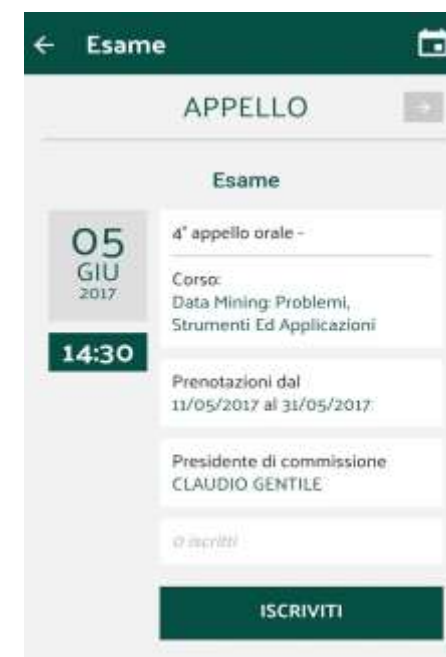 Esame
APPELLO
Esame
05
GIU
2017
14:30
4° appello orale -
Corso:
Data Mining: Problemi,
Strumenti Ed Applicazioni
Prenotazioni dal
11/05/2017 al 31/05/2017
Presidente di commissione
CLAUDIO GENTILE
0 iscritti
ISCRIVITI